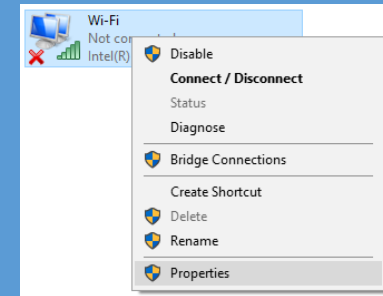 Wi-Fi
Not
Intel(R)
Disable
Connect / Disconnect
Status
Diagnose
Bridge Connections
Create Shortcut
Delete
Rename
Properties